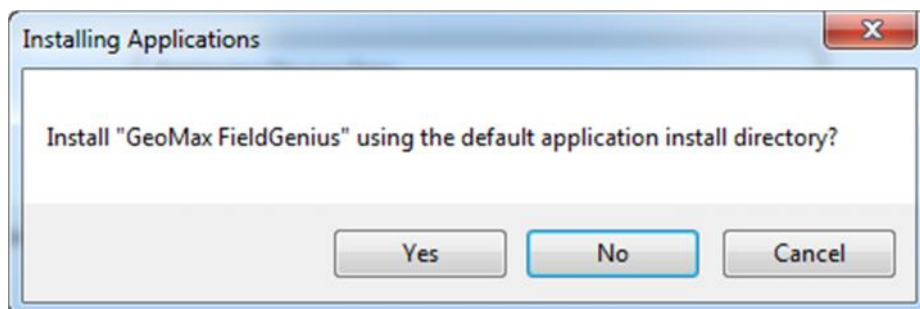 Installing Applications
Install "GeoMax FieldGenius" using the default application install directory?
Yes No Cancel